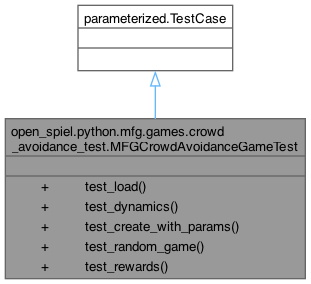 parameterized.TestCase
open_spiel.python.mfg.games.crowd
_avoidance_test.MFGCrowdAvoidanceGameTest
+ test_load()
+ test_dynamics()
+ test_create_with_params()
+ test_random_game()
+ test_rewards()